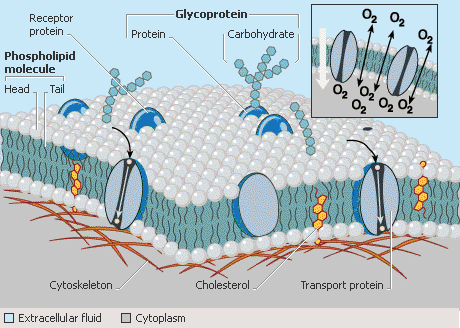 Receptor
protein
Glycoprotein
Protein
Carbohydrate
Phospholipid
molecule
Head
Tail
O2
O2
O2
O2
O2
O2
O2
Cytoskeleton
Cholesterol
Transport protein
Extracellular fluid
Cytoplasm